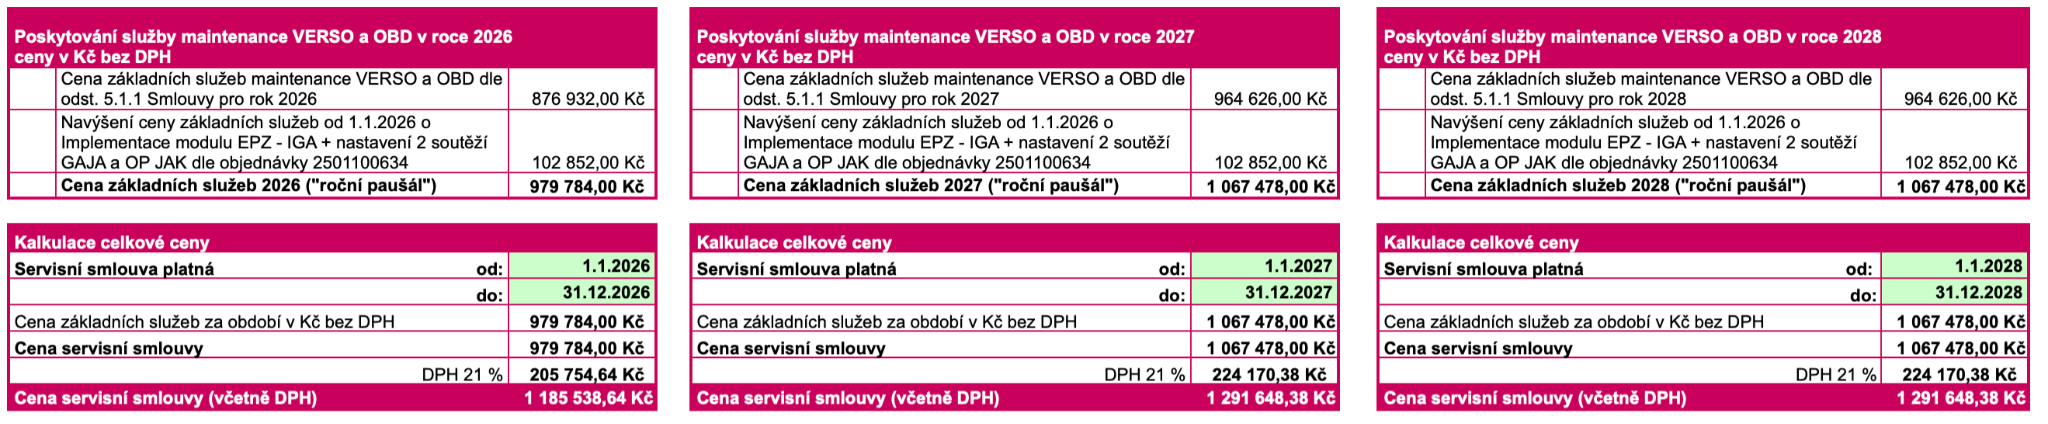 Poskytování služby maintenance VERSO a OBD v roce 2026
ceny v Kč bez DPH
Cena základních služeb maintenance VERSO a OBD dle
odst. 5.1.1 Smlouvy pro rok 2026 876 932,00 Kč
Navýšení ceny základních služeb od 1.1.2026 o
Implementace modulu EPZ - IGA + nastavení 2 soutěží
GAJA a OP JAK dle objednávky 2501100634 102 852,00 Kč
Cena základních služeb 2026 ("roční paušál") 979 784,00 Kč
Kalkulace celkové ceny
Servisní smlouva platná od: 1.1.2026
do: 31.12.2026
Cena základních služeb za období v Kč bez DPH 979 784,00 Kč
Cena servisní smlouvy 979 784,00 Kč
DPH 21 % 205 754,64 Kč
Cena servisní smlouvy (včetně DPH) 1 185 538,64 Kč
Poskytování služby maintenance VERSO a OBD v roce 2027
ceny v Kč bez DPH
Cena základních služeb maintenance VERSO a OBD dle
odst. 5.1.1 Smlouvy pro rok 2027 964 626,00 Kč
Navýšení ceny základních služeb od 1.1.2026 o
Implementace modulu EPZ - IGA + nastavení 2 soutěží
GAJA a OP JAK dle objednávky 2501100634 102 852,00 Kč
Cena základních služeb 2027 ("roční paušál") 1 067 478,00 Kč
Kalkulace celkové ceny
Servisní smlouva platná od: 1.1.2027
do: 31.12.2027
Cena základních služeb za období v Kč bez DPH 1 067 478,00 Kč
Cena servisní smlouvy 1 067 478,00 Kč
DPH 21 % 224 170,38 Kč
Cena servisní smlouvy (včetně DPH) 1 291 648,38 Kč
Poskytování služby maintenance VERSO a OBD v roce 2028
ceny v Kč bez DPH
Cena základních služeb maintenance VERSO a OBD dle
odst. 5.1.1 Smlouvy pro rok 2028 964 626,00 Kč
Navýšení ceny základních služeb od 1.1.2026 o
Implementace modulu EPZ - IGA + nastavení 2 soutěží
GAJA a OP JAK dle objednávky 2501100634 102 852,00 Kč
Cena základních služeb 2028 ("roční paušál") 1 067 478,00 Kč
Kalkulace celkové ceny
Servisní smlouva platná od: 1.1.2028
do: 31.12.2028
Cena základních služeb za období v Kč bez DPH 1 067 478,00 Kč
Cena servisní smlouvy 1 067 478,00 Kč
DPH 21 % 224 170,38 Kč
Cena servisní smlouvy (včetně DPH) 1 291 648,38 Kč